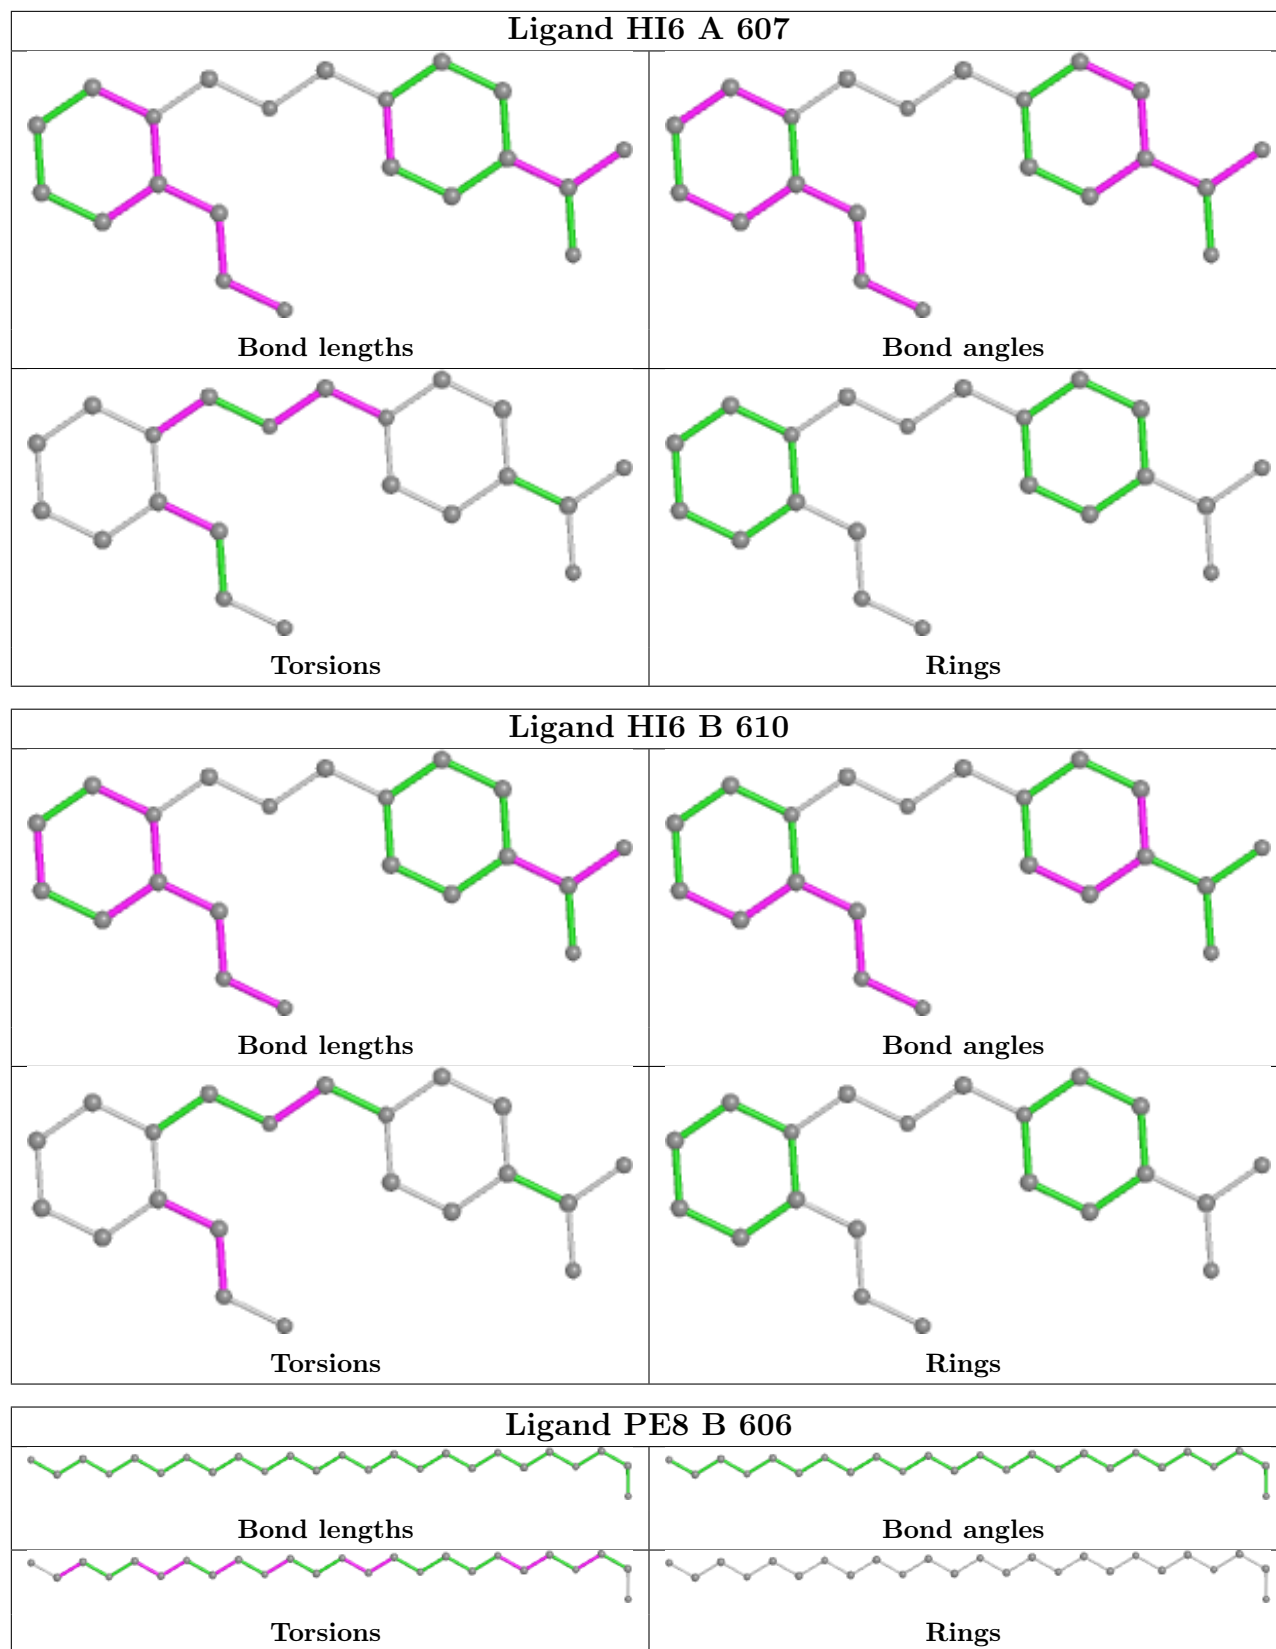 Ligand HI6 A 607
Bond lengths
Bond angles
Torsions
Rings
Ligand HI6 B 610
Bond lengths
Bond angles
Torsions
Rings
Ligand PE8 B 606
Bond lengths
Bond angles
Torsions
Rings